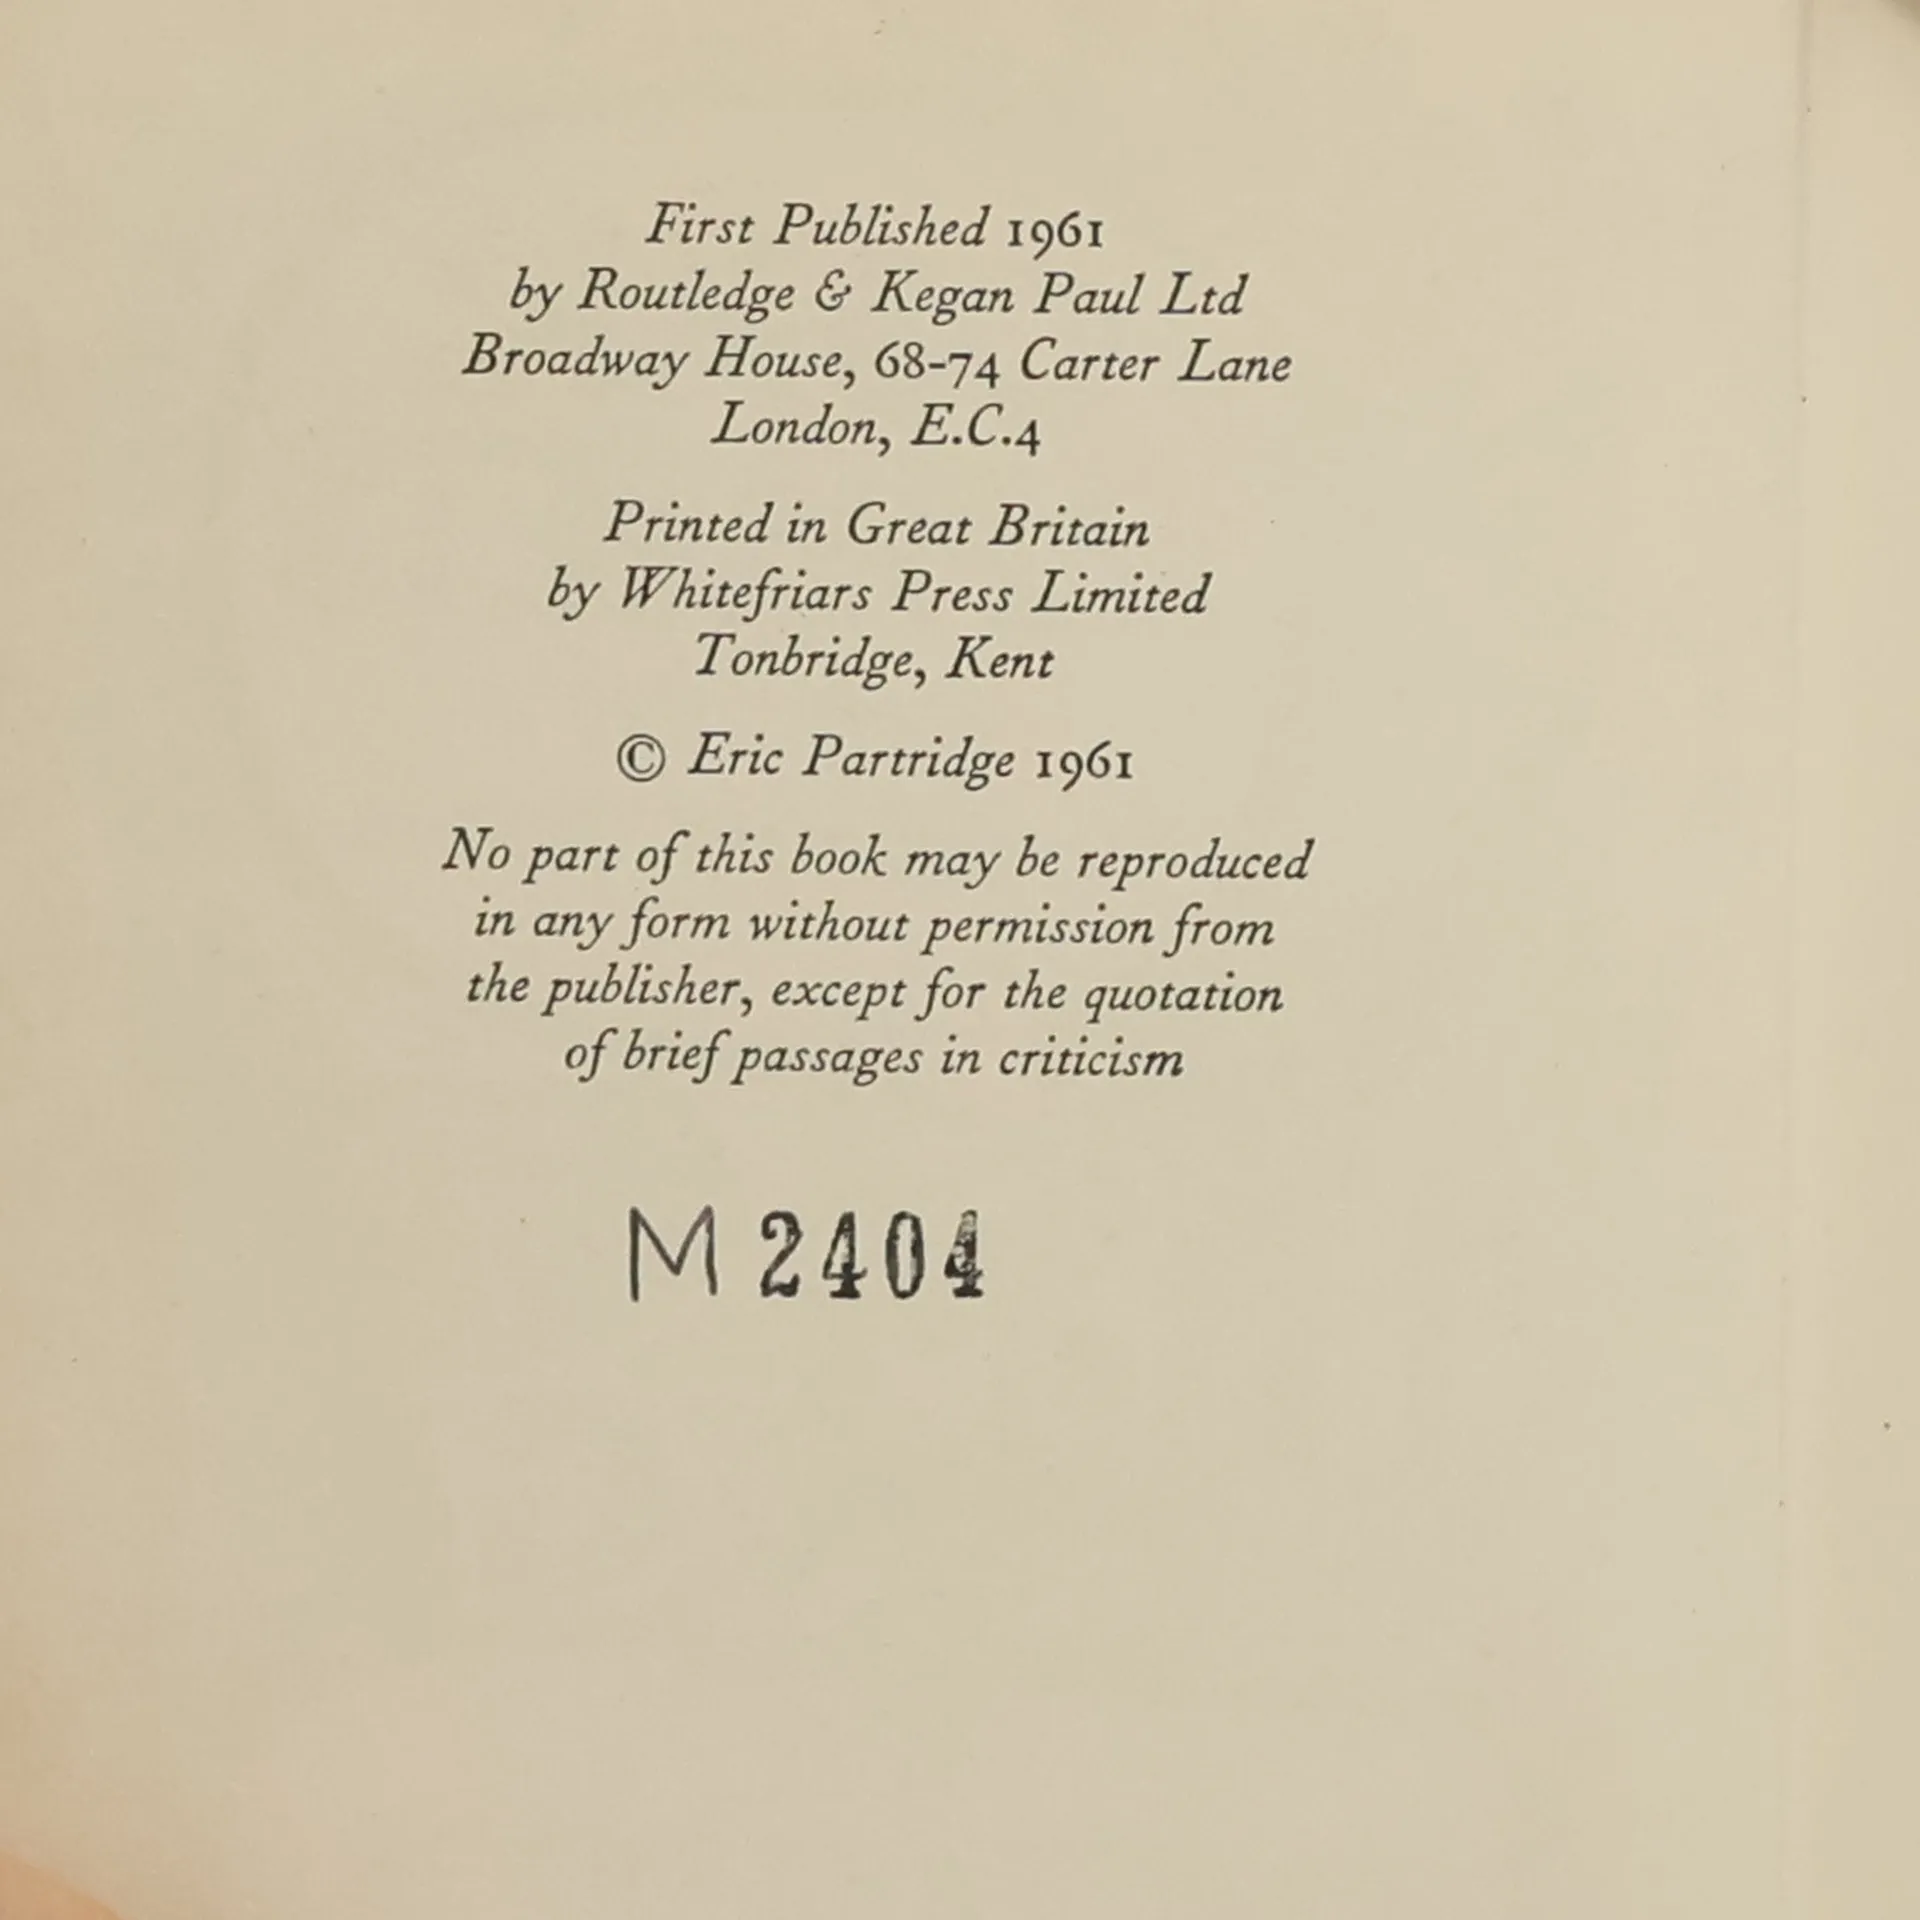 First Published 1961
by Routledge & Kegan Paul Ltd
Broadway House, 68-74 Carter Lane
London, E.C.4
Printed in Great Britain
by Whitefriars Press Limited
Tonbridge, Kent
© Eric Partridge 1961
No part of this book may be reproduced
in any form without permission from
the publisher, except for the quotation
of brief passages in criticism
M 2404